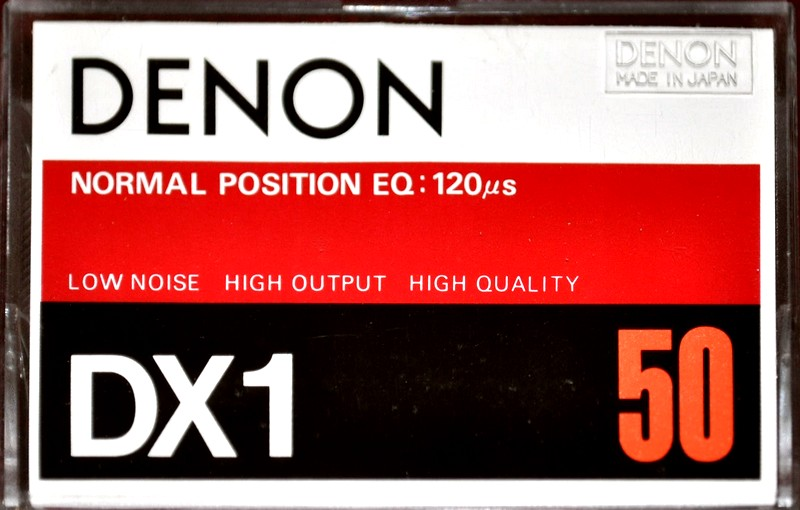 DENON
DENON
MADE IN JAPAN
NORMAL POSITION EQ: 120μs
LOW NOISE HIGH OUTPUT HIGH QUALITY
DX1 50